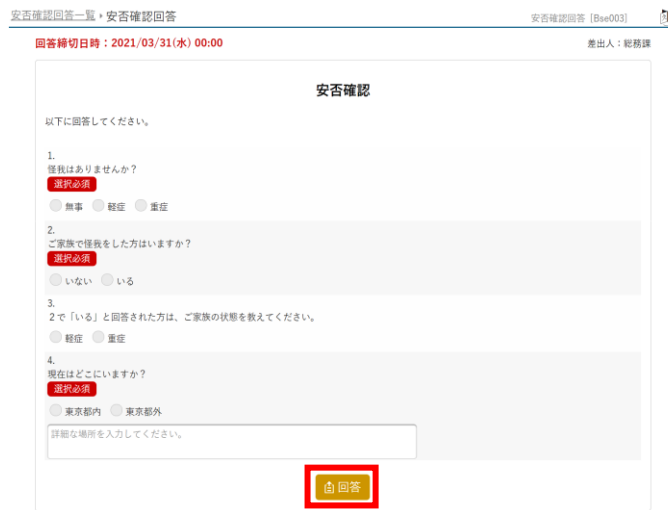 安否確認回答一覧 › 安否確認回答
安否確認回答 [Bse003]
回答締切日時：2021/03/31(水) 00:00
差出人：総務課
安否確認
以下に回答してください。
1.
怪我はありませんか？
選択必須
無事 軽症 重症
2.
ご家族で怪我をした方はいますか？
選択必須
いない いる
3.
2で「いる」と回答された方は、ご家族の状態を教えてください。
軽症 重症
4.
現在はどこにいますか？
選択必須
東京都内 東京都外
詳細な場所を入力してください。
回答